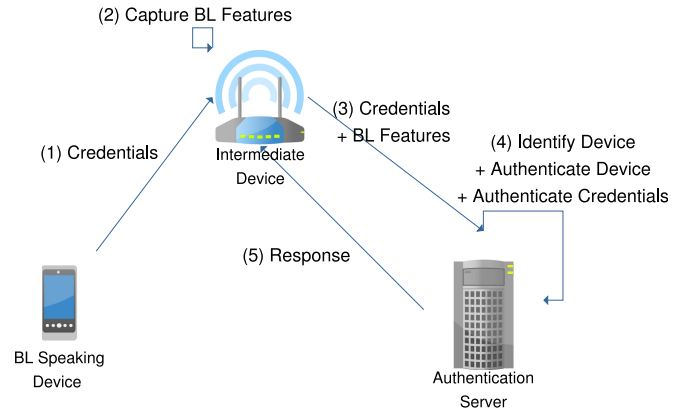 (2) Capture BL Features
(3) Credentials
+ BL Features
(1) Credentials
Intermediate
Device
(4) Identify Device
+ Authenticate Device
+ Authenticate Credentials
(5) Response
BL Speaking
Device
Authentication
Server